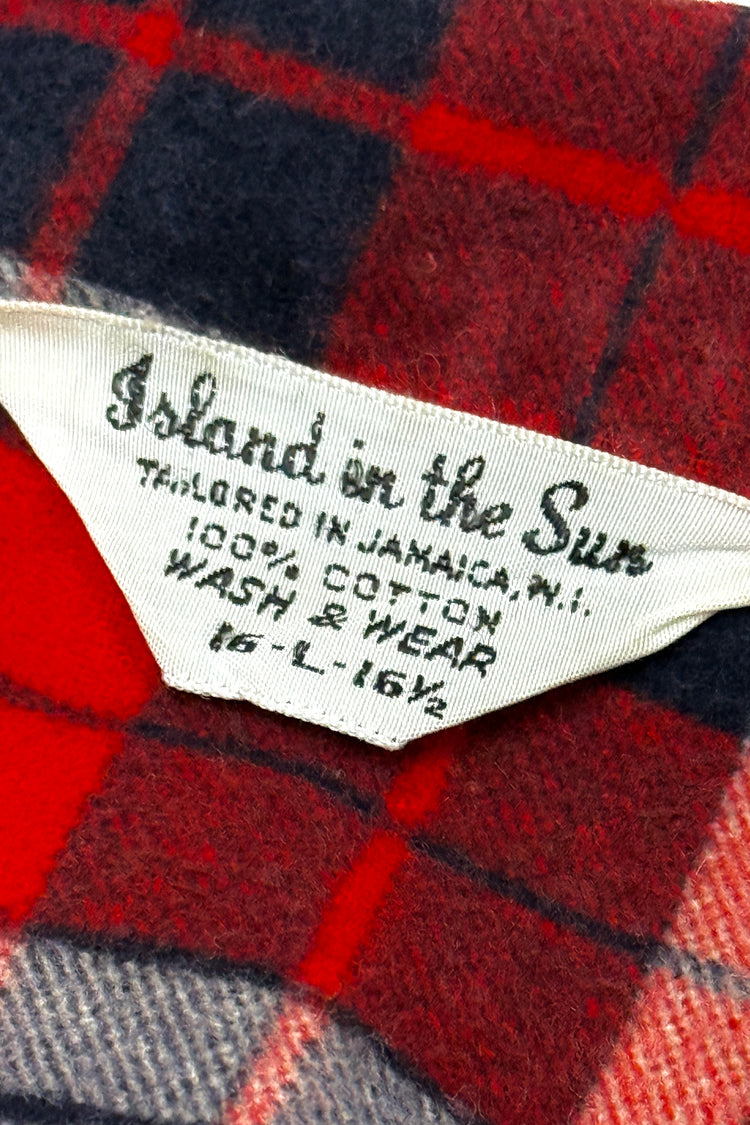 Island in the Sun
TAILORED IN JAMAICA, W.I.
100% COTTON
WASH & WEAR
16-L-16½